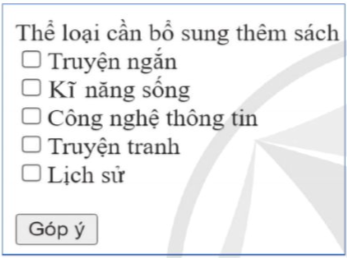 Thể loại cần bổ sung thêm sách
Truyện ngắn
Kĩ năng sống
Công nghệ thông tin
Truyện tranh
Lịch sử
Góp ý